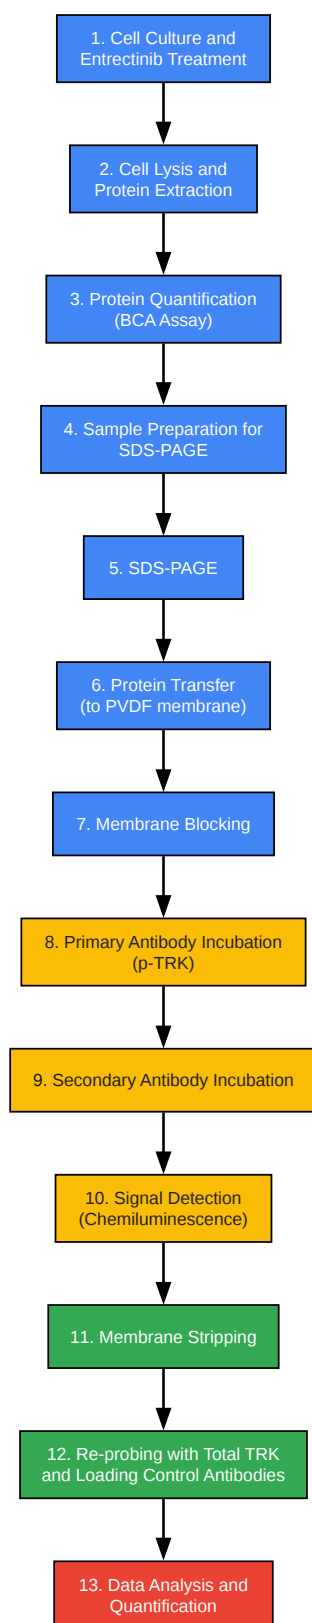 1. Cell Culture and
Entrectinib Treatment
2. Cell Lysis and
Protein Extraction
3. Protein Quantification
(BCA Assay)
4. Sample Preparation for
SDS-PAGE
5. SDS-PAGE
6. Protein Transfer
(to PVDF membrane)
7. Membrane Blocking
8. Primary Antibody Incubation
(p-TRK)
9. Secondary Antibody Incubation
10. Signal Detection
(Chemiluminescence)
11. Membrane Stripping
12. Re-probing with Total TRK
and Loading Control Antibodies
13. Data Analysis and
Quantification